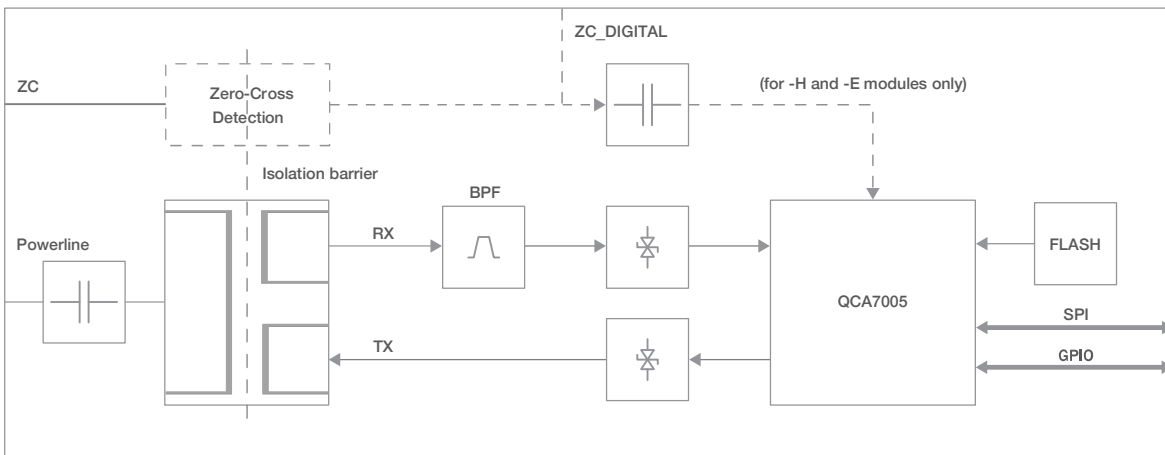 ZC_DIGITAL
ZC
Zero-Cross
Detection
(for -H and -E modules only)
Isolation barrier
BPF
Powerline
RX
FLASH
QCA7005
SPI
TX
GPIO